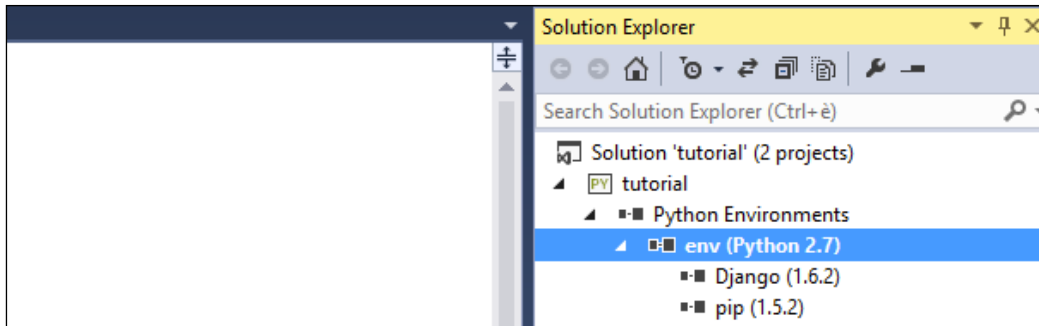 Solution Explorer
Search Solution Explorer (Ctrl+è)
Solution 'tutorial' (2 projects)
PY tutorial
Python Environments
env (Python 2.7)
Django (1.6.2)
pip (1.5.2)